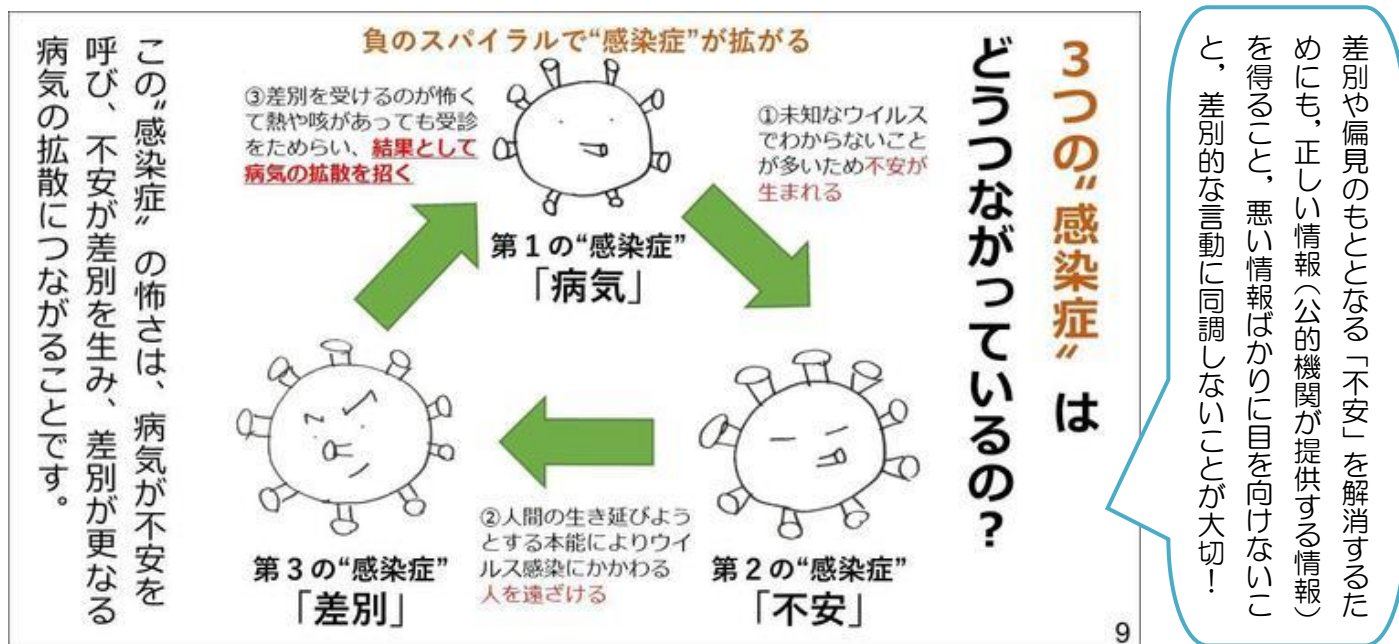 差別や偏見のもととなる「不安」を解消するた
めにも，正しい情報（公的機関が提供する情報）
を得ること，悪い情報ばかりに目を向けないこ
と，差別的な言動に同調しないことが大切！
3つの“感染症”は
どうつながっているの？
負のスパイラルで“感染症”が拡がる
①未知なウイルス
でわからないこと
が多いため不安が
生まれる
第1の“感染症”
「病気」
③差別を受けるのが怖く
て熱や咳があっても受診
をためらい、結果として
病気の拡散を招く
第2の“感染症”
「不安」
②人間の生き延びよう
とする本能によりウイ
ルス感染にかかわる
人を遠ざける
第3の“感染症”
「差別」
この“感染症”の怖さは、病気が不安を
呼び、不安が差別を生み、差別が更なる
病気の拡散につながることです。
9